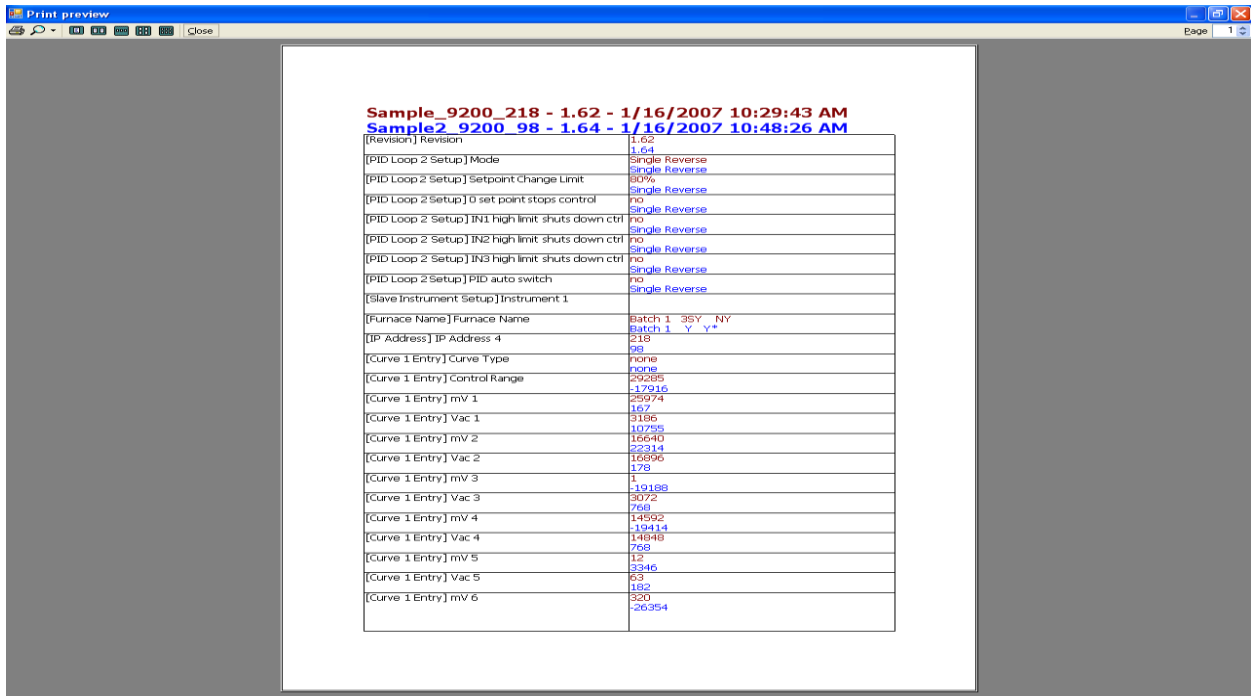 Print preview
Close
Page 1
Sample_9200_218 - 1.62 - 1/16/2007 10:29:43 AM
Sample2_9200_98 - 1.64 - 1/16/2007 10:48:26 AM
[Revision] Revision 1.62
1.64
[PID Loop 2 Setup] Mode Single Reverse
Single Reverse
[PID Loop 2 Setup] Setpoint Change Limit 80%
Single Reverse
[PID Loop 2 Setup] 0 set point stops control no
Single Reverse
[PID Loop 2 Setup] IN1 high limit shuts down ctrl no
Single Reverse
[PID Loop 2 Setup] IN2 high limit shuts down ctrl no
Single Reverse
[PID Loop 2 Setup] IN3 high limit shuts down ctrl no
Single Reverse
[PID Loop 2 Setup] PID auto switch no
Single Reverse
[Slave Instrument Setup] Instrument 1
[Furnace Name] Furnace Name Batch 1 3SY NY
Batch 1 Y Y*
[IP Address] IP Address 4 218
98
[Curve 1 Entry] Curve Type none
none
[Curve 1 Entry] Control Range 29285
-17916
[Curve 1 Entry] mV 1 25974
167
[Curve 1 Entry] Vac 1 3186
10755
[Curve 1 Entry] mV 2 16640
22314
[Curve 1 Entry] Vac 2 16896
178
[Curve 1 Entry] mV 3 1
-19188
[Curve 1 Entry] Vac 3 3072
768
[Curve 1 Entry] mV 4 14592
-19414
[Curve 1 Entry] Vac 4 14848
768
[Curve 1 Entry] mV 5 12
3346
[Curve 1 Entry] Vac 5 63
182
[Curve 1 Entry] mV 6 320
-26354